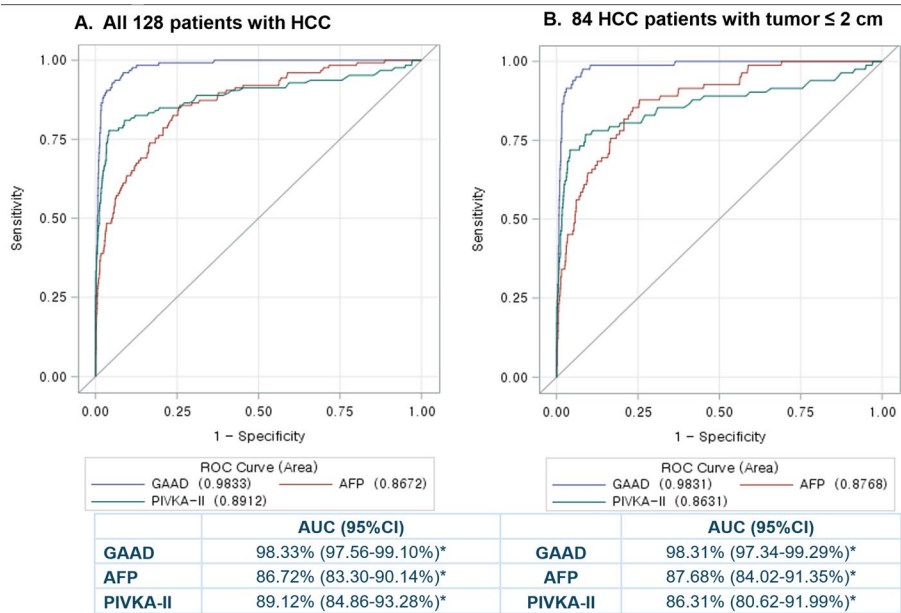 A. All 128 patients with HCC
1.00
0.75
0.50
0.25
0.00
Sensitivity
0.00 0.25 0.50 0.75 1.00
1 - Specificity
ROC Curve (Area)
GAAD (0.9833) AFP (0.8672)
PIVKA-II (0.8912)
B. 84 HCC patients with tumor ≤ 2 cm
1.00
0.75
0.50
0.25
0.00
Sensitivity
0.00 0.25 0.50 0.75 1.00
1 - Specificity
ROC Curve (Area)
GAAD (0.9831) AFP (0.8768)
PIVKA-II (0.8631)
AUC (95%CI) AUC (95%CI)
GAAD 98.33% (97.56-99.10%)* GAAD 98.31% (97.34-99.29%)*
AFP 86.72% (83.30-90.14%)* AFP 87.68% (84.02-91.35%)*
PIVKA-II 89.12% (84.86-93.28%)* PIVKA-II 86.31% (80.62-91.99%)*